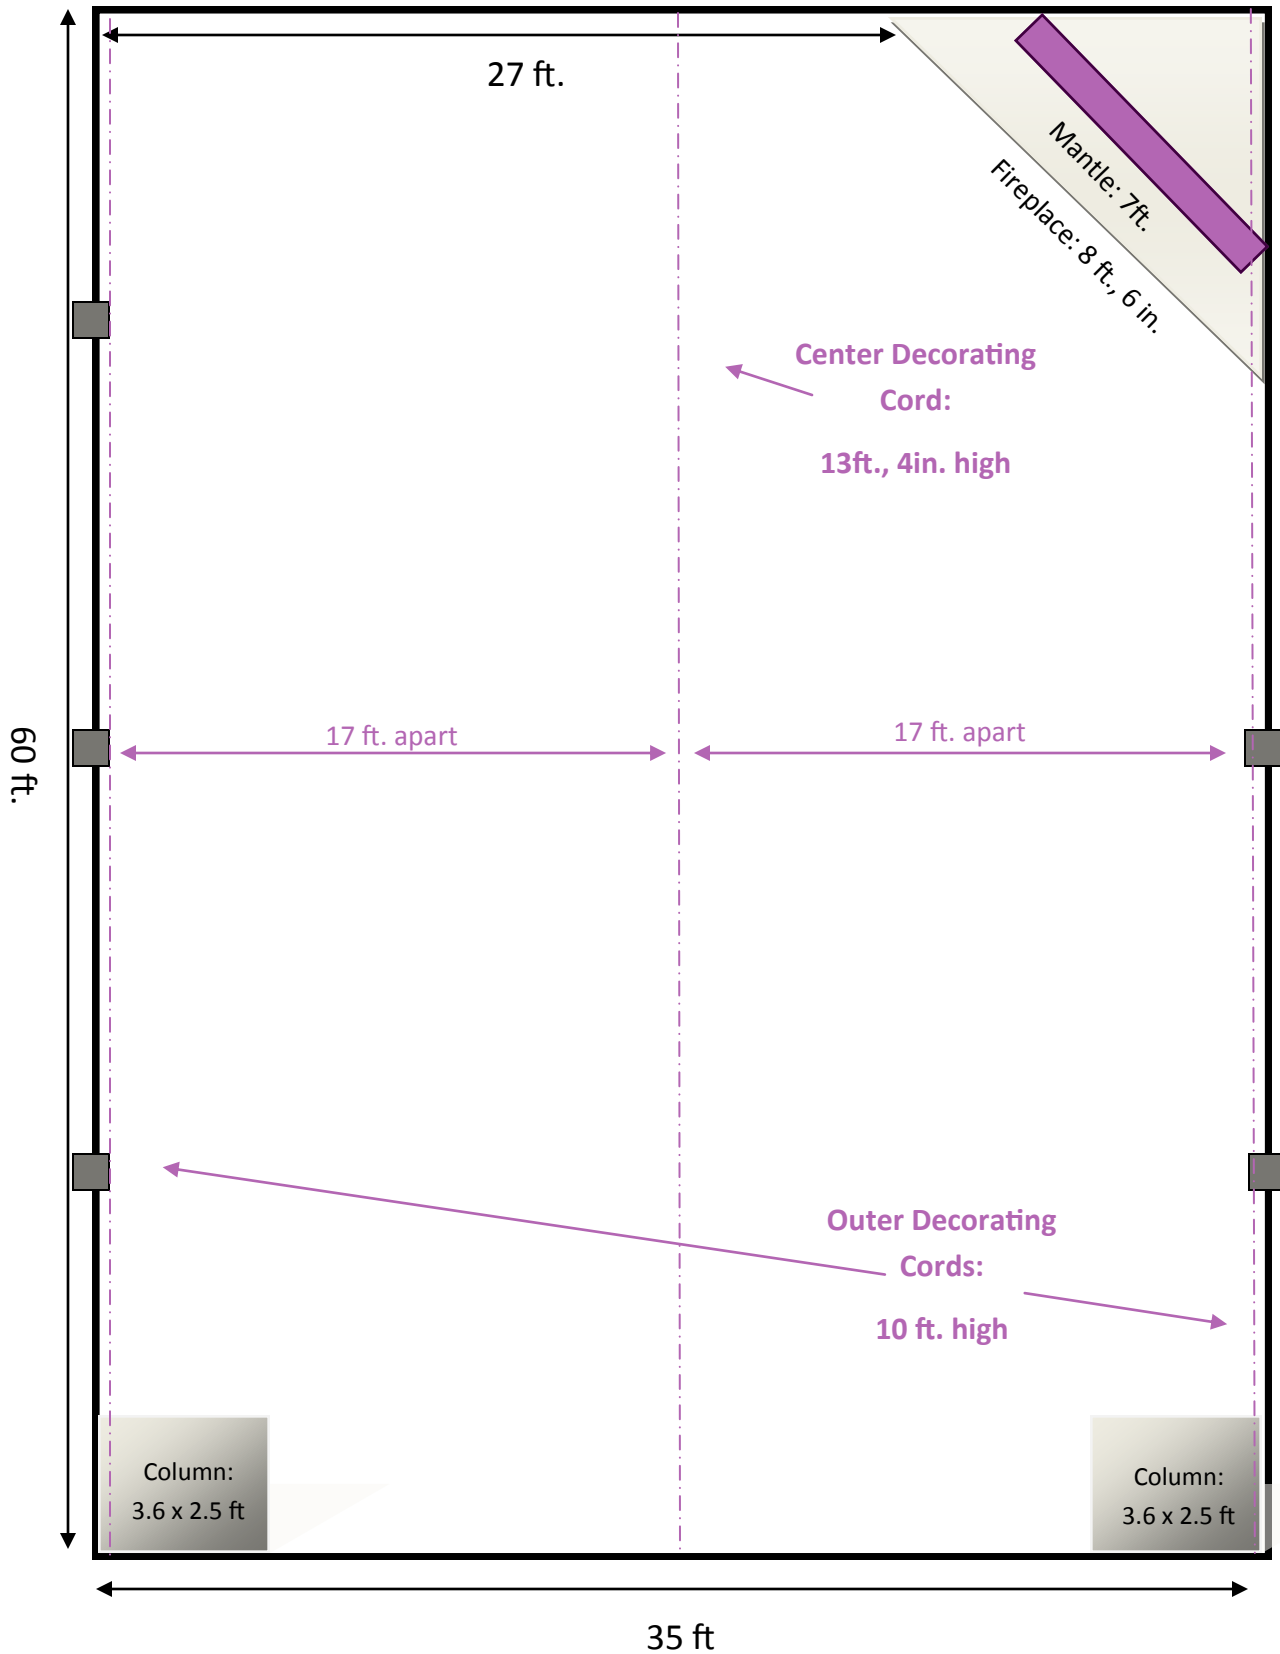 27 ft.
Mantle: 7ft.
Fireplace: 8 ft., 6 in.
Center Decorating
Cord:
13ft., 4in. high
60 ft.
17 ft. apart
17 ft. apart
Outer Decorating
Cords:
10 ft. high
Column:
3.6 x 2.5 ft
Column:
3.6 x 2.5 ft
35 ft